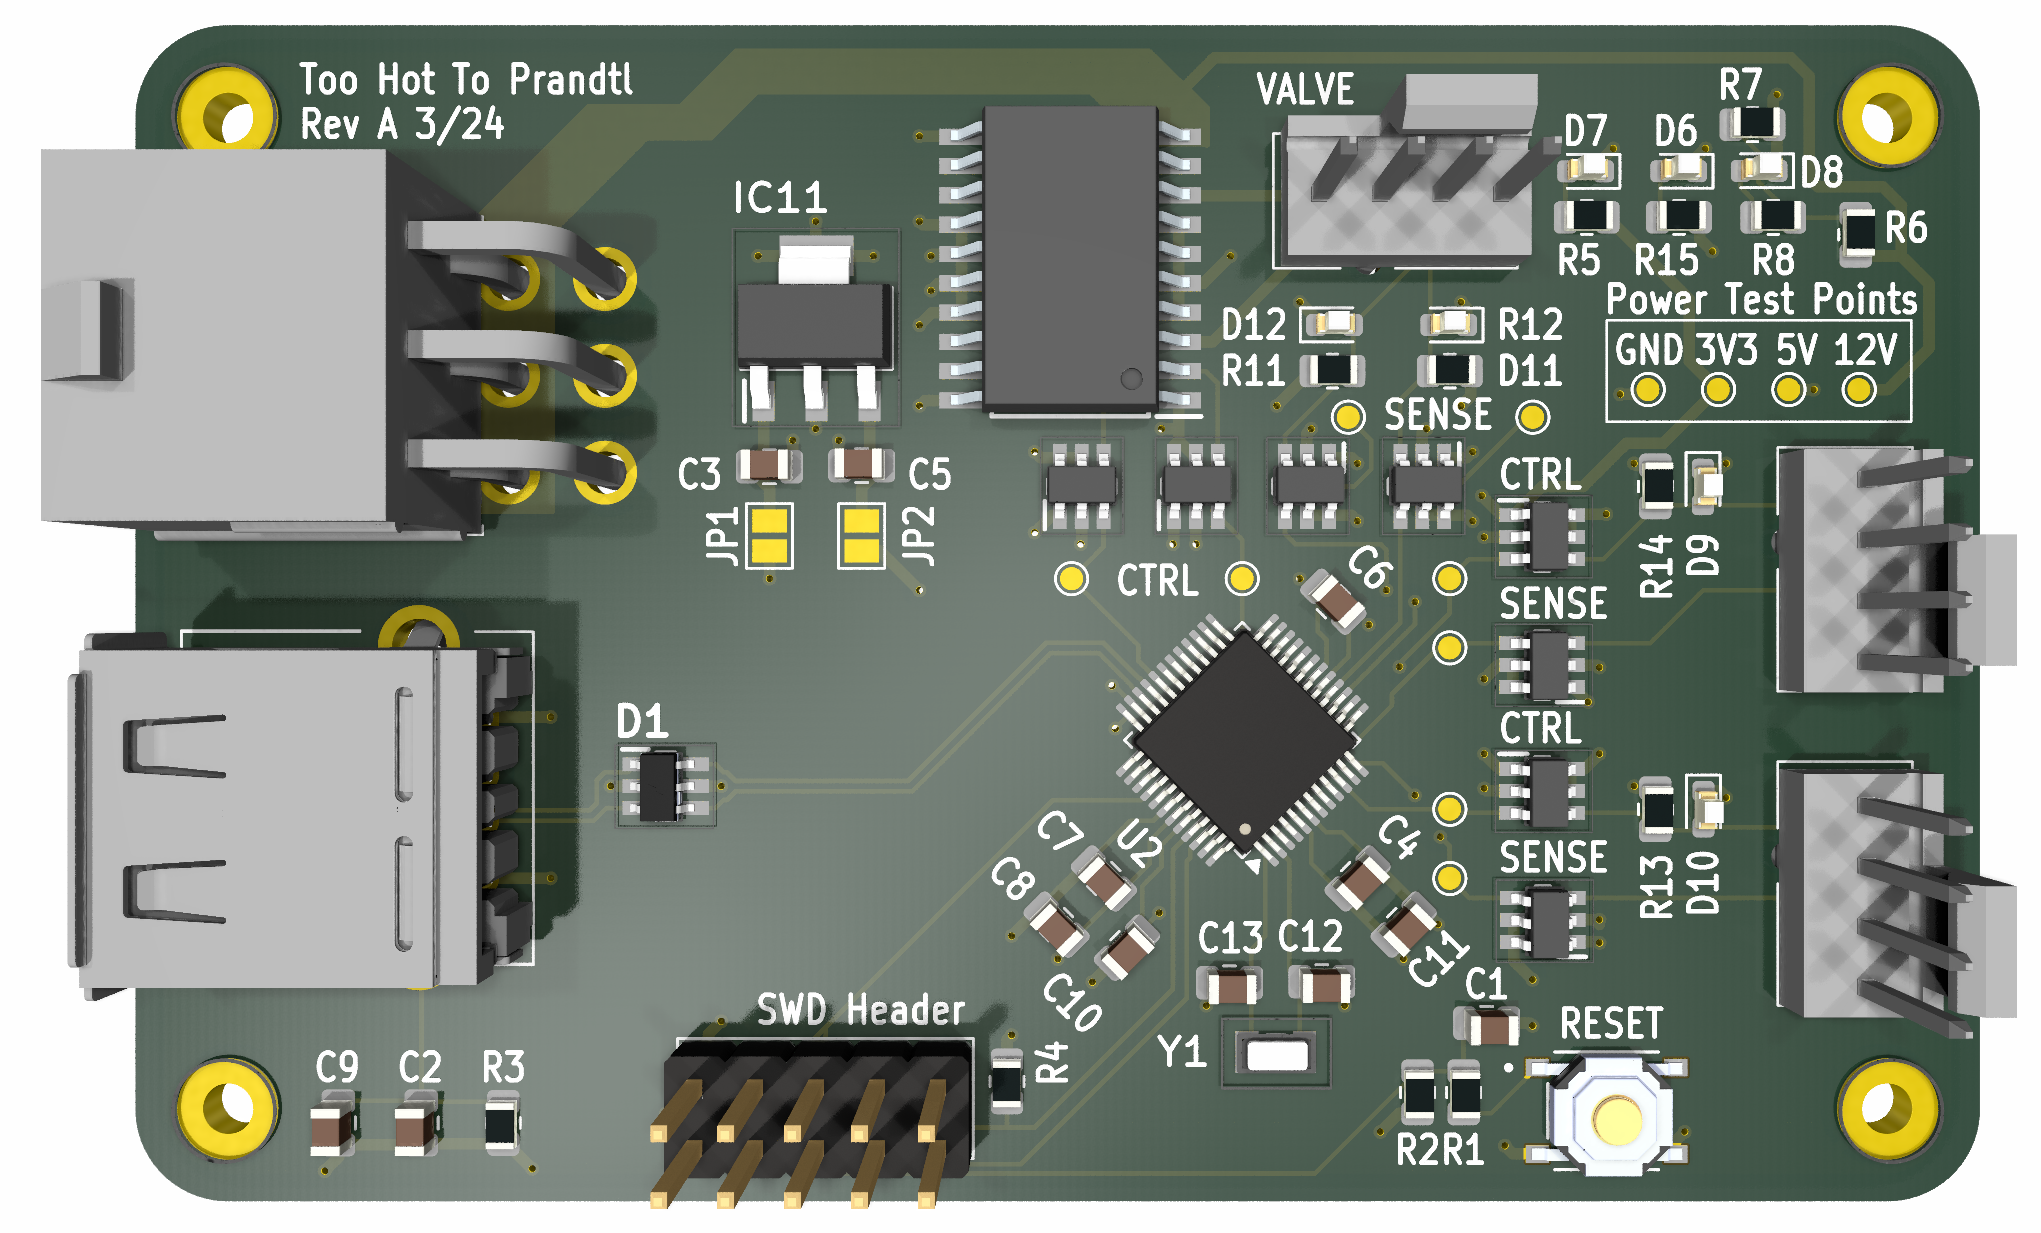 Too Hot To Prandtl
Rev A 3/24
VALVE
R7
D7
D6
D8
IC11
R5
R15
R8
R6
Power Test Points
GND 3V3 5V 12V
D12
R12
R11
D11
SENSE
C3
C5
CTRL
JP1
JP2
R14
D9
CTRL
C6
SENSE
D1
CTRL
C7
U2
C4
C8
SENSE
R13
D10
C13
C12
C11
C10
C1
SWD Header
RESET
Y1
R4
C9
C2
R3
R2
R1